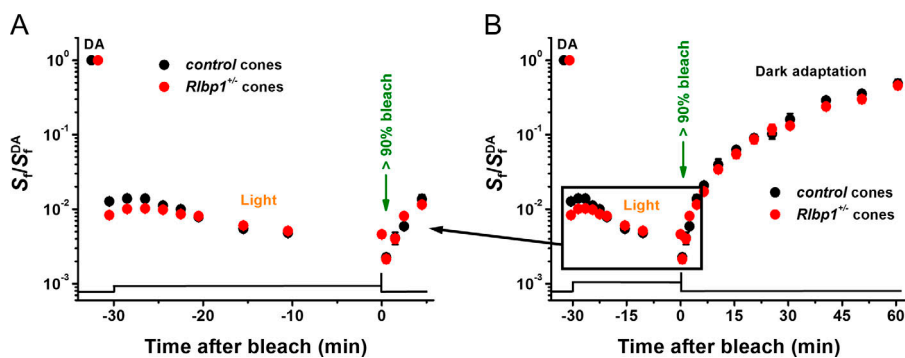 A
DA
control cones
Rlbp1+/- cones
> 90% bleach
Light
Sf/SfDA
10^0
10^-1
10^-2
10^-3
-30
-20
-10
0
Time after bleach (min)
B
DA
> 90% bleach
Dark adaptation
Light
control cones
Rlbp1+/- cones
Sf/SfDA
10^0
10^-1
10^-2
10^-3
-30
-15
0
15
30
45
60
Time after bleach (min)